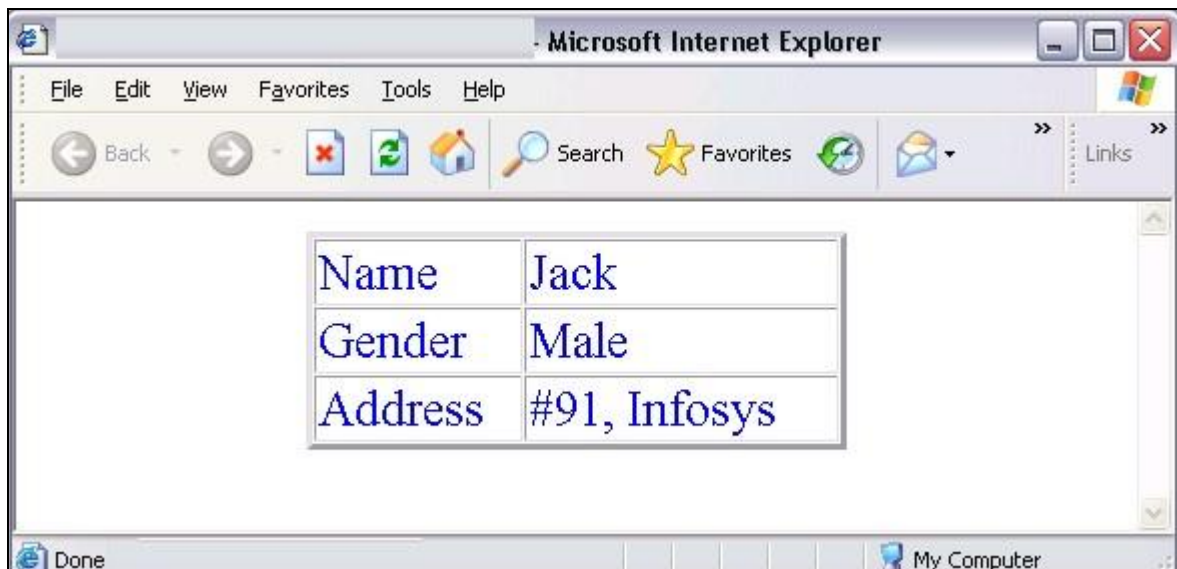 - Microsoft Internet Explorer
File Edit View Favorites Tools Help
Back Search Favorites » Links »
Name Jack
Gender Male
Address #91, Infosys
Done My Computer